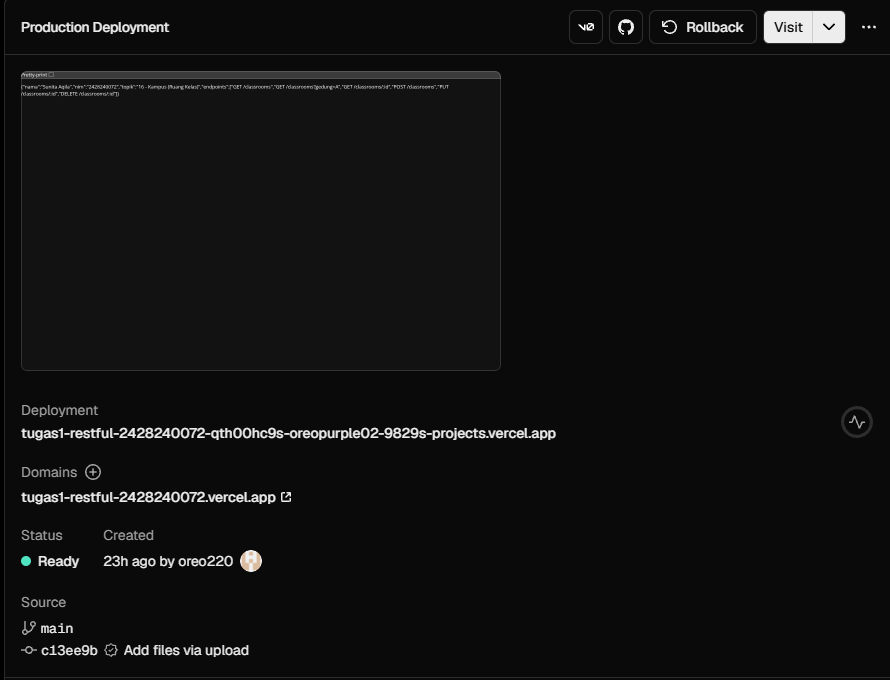 Production Deployment
Rollback
Visit
Pretty-print
{"name":"Senita Aqila","nim":"2428240072","topik":"16 - Kampus (Ruang Kelas)","endpoints":["GET /classrooms","GET /classrooms?gedung=A","GET /classrooms/:id","POST /classrooms","PUT
/classrooms/:id","DELETE /classrooms/:id"]}
Deployment
tugas1-restful-2428240072-qth00hc9s-oreopurple02-9829s-projects.vercel.app
Domains
tugas1-restful-2428240072.vercel.app
Status
Created
Ready
23h ago by oreo220
Source
main
c13ee9b Add files via upload